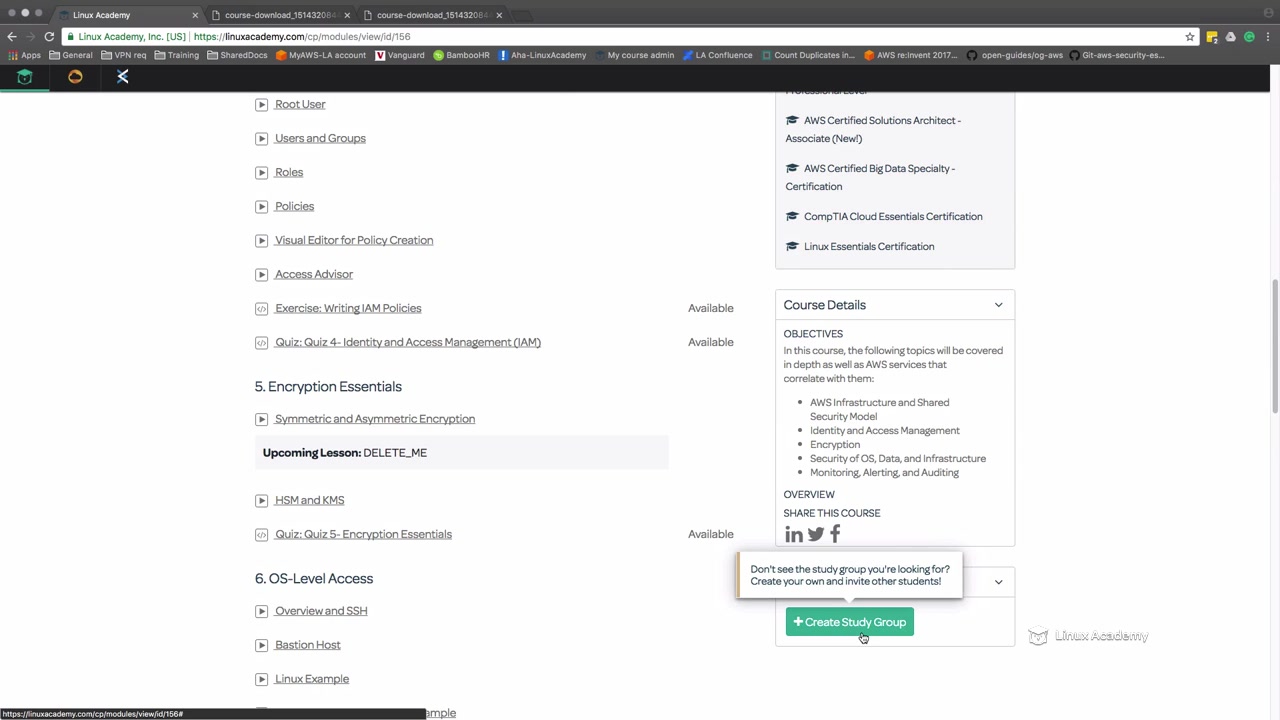 Linux Academy
course-download_15143208
course-download_15143208
Linux Academy, Inc. [US] | https://linuxacademy.com/cp/modules/view/id/156
Apps General VPN req Training SharedDocs MyAWS-LA account Vanguard BambooHR Aha-LinuxAcademy My course admin LA Confluence Count Duplicates in... AWS re:Invent 2017... open-guides/og-aws Git-aws-security-es...
Root User
Users and Groups
Roles
Policies
Visual Editor for Policy Creation
Access Advisor
Exercise: Writing IAM Policies Available
Quiz: Quiz 4- Identity and Access Management (IAM) Available
5. Encryption Essentials
Symmetric and Asymmetric Encryption
Upcoming Lesson: DELETE_ME
HSM and KMS
Quiz: Quiz 5- Encryption Essentials Available
6. OS-Level Access
Overview and SSH
Bastion Host
Linux Example
ample
https://linuxacademy.com/cp/modules/view/id/156#
Professional Level
AWS Certified Solutions Architect -
Associate (New!)
AWS Certified Big Data Specialty -
Certification
CompTIA Cloud Essentials Certification
Linux Essentials Certification
Course Details
OBJECTIVES
In this course, the following topics will be covered
in depth as well as AWS services that
correlate with them:
AWS Infrastructure and Shared
Security Model
Identity and Access Management
Encryption
Security of OS, Data, and Infrastructure
Monitoring, Alerting, and Auditing
OVERVIEW
SHARE THIS COURSE
Don't see the study group you're looking for?
Create your own and invite other students!
Create Study Group
Linux Academy